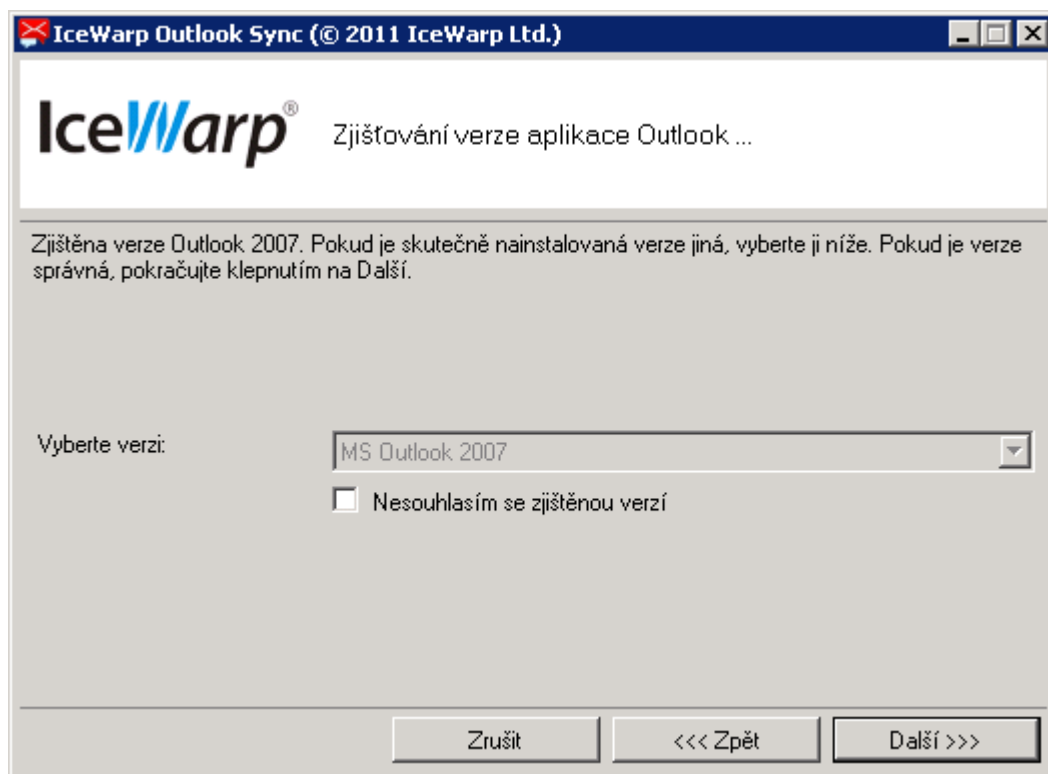 IceWarp Outlook Sync (© 2011 IceWarp Ltd.)
IceWarp®
Zjišťování verze aplikace Outlook ...
Zjištěna verze Outlook 2007. Pokud je skutečně nainstalovaná verze jiná, vyberte ji níže. Pokud je verze
správná, pokračujte klepnutím na Další.
Vyberte verzi:
MS Outlook 2007
Nesouhlasím se zjištěnou verzí
Zrušit
<<< Zpět
Další >>>